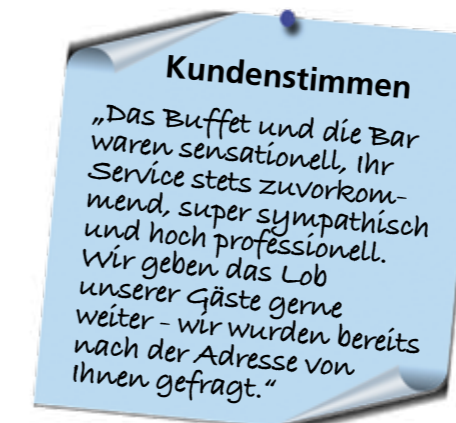 Kundenstimmen
„Das Buffet und die Bar
waren sensationell, Ihr
Service stets zuvorkom-
mend, super sympathisch
und hoch professionell.
Wir geben das Lob
unserer Gäste gerne
weiter - wir wurden bereits
nach der Adresse von
Ihnen gefragt.“